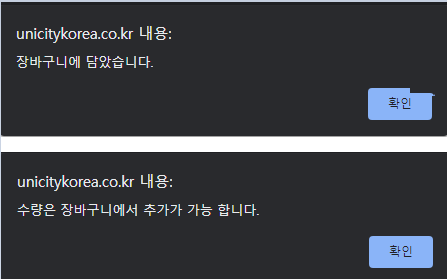 unicitykorea.co.kr 내용:
장바구니에 담았습니다.
확인
unicitykorea.co.kr 내용:
수량은 장바구니에서 추가가 가능 합니다.
확인